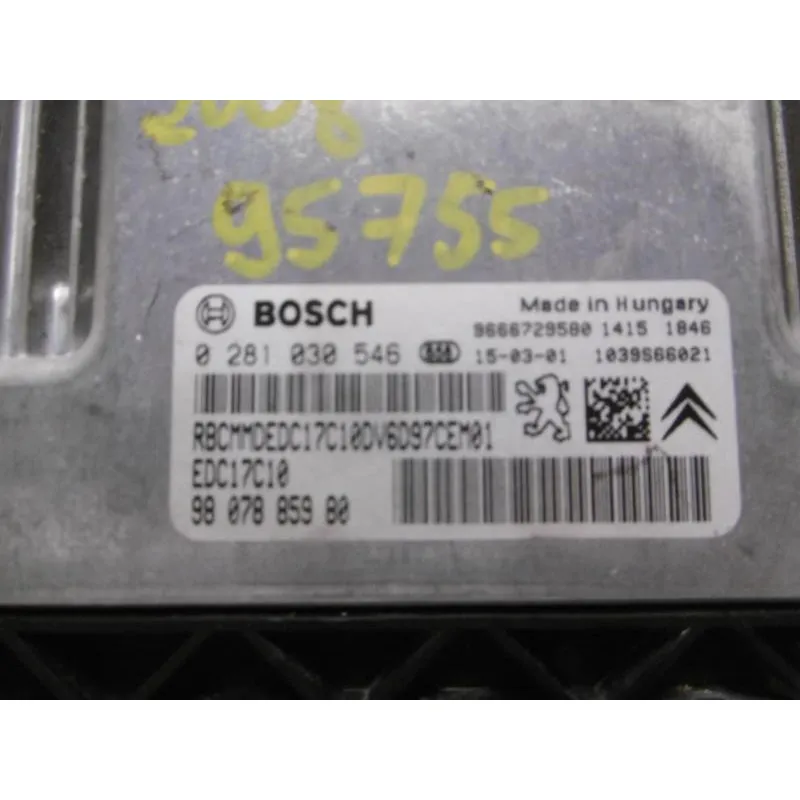 2008
95755
BOSCH Made in Hungary
9666729580 1415 1846
0 281 030 546 15-03-01 1039S66021
RBCMMDEDC17C10DV6D97CEM01
EDC17C10
98 078 859 80